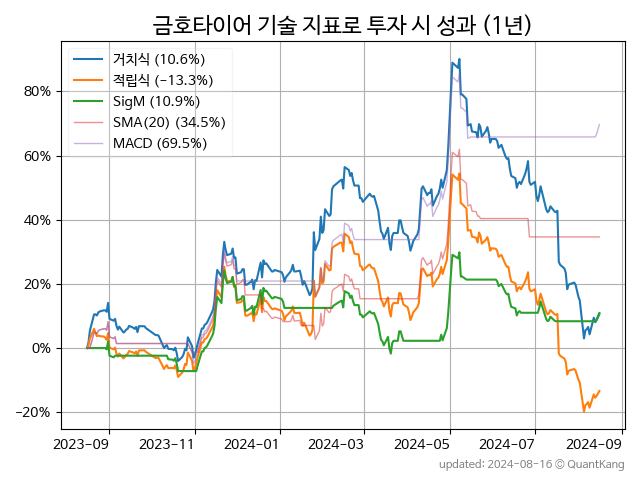 금호타이어 기술 지표로 투자 시 성과 (1년)
거치식 (10.6%)
적립식 (−13.3%)
SigM (10.9%)
SMA(20) (34.5%)
MACD (69.5%)
80%
60%
40%
20%
0%
−20%
2023−09 2023−11 2024−01 2024−03 2024−05 2024−07 2024−09
updated: 2024−08−16 © QuantKang